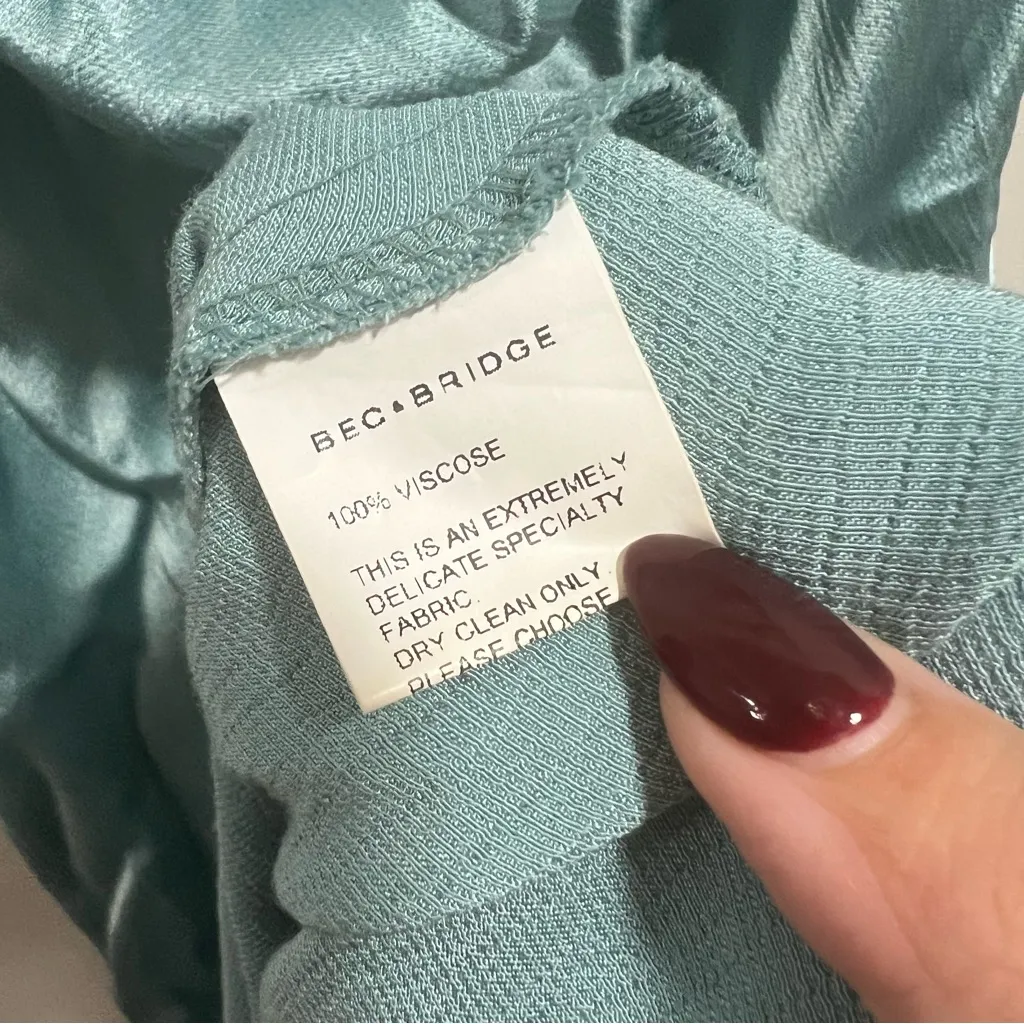 BEC+BRIDGE
100% VISCOSE
THIS IS AN EXTREMELY
DELICATE SPECIALTY
FABRIC.
DRY CLEAN ONLY.
PLEASE CHOOSE